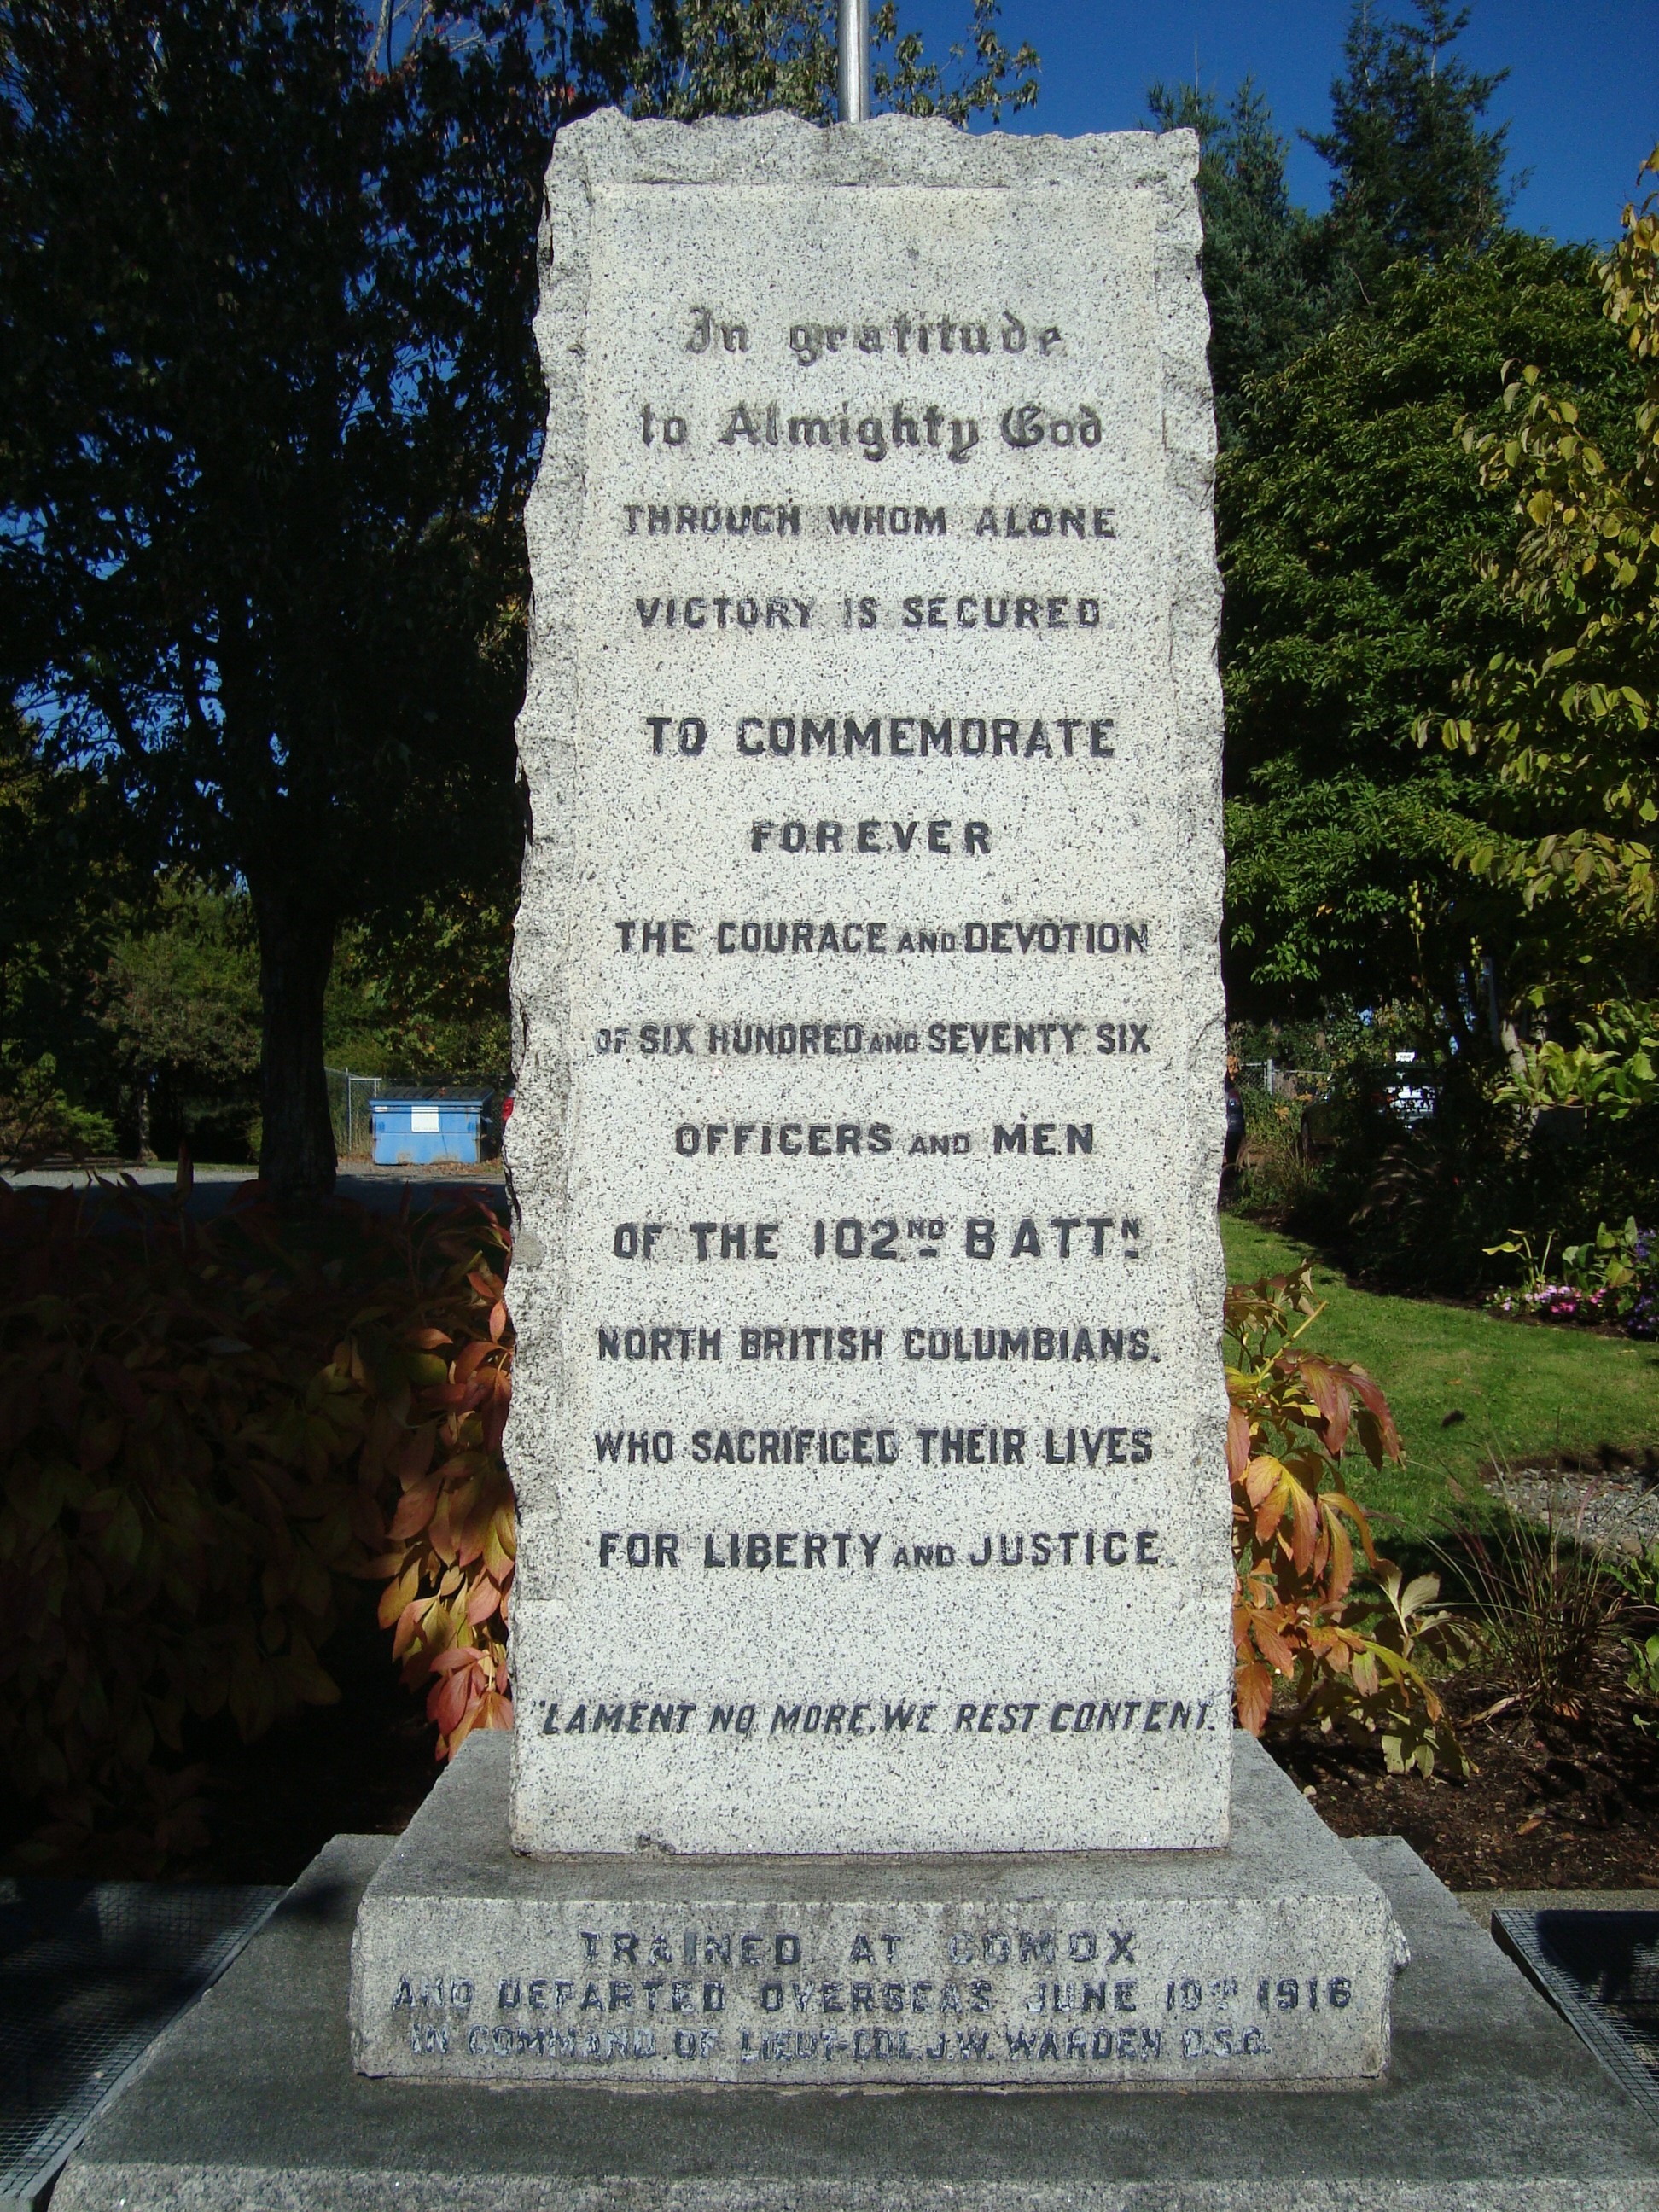 In gratitude
to Almighty God
THROUGH WHOM ALONE
VICTORY IS SECURED.
TO COMMEMORATE
FOREVER
THE COURAGE AND DEVOTION
OF SIX HUNDRED AND SEVENTY SIX
OFFICERS AND MEN
OF THE 102ND BATTN
NORTH BRITISH COLUMBIANS.
WHO SACRIFICED THEIR LIVES
FOR LIBERTY AND JUSTICE.
"LAMENT NO MORE, WE REST CONTENT.
TRAINED AT COMOX
AND DEPARTED OVERSEAS JUNE 10TH 1916
IN COMMAND OF LIEUT-COL J.W. WARDEN D.S.O.